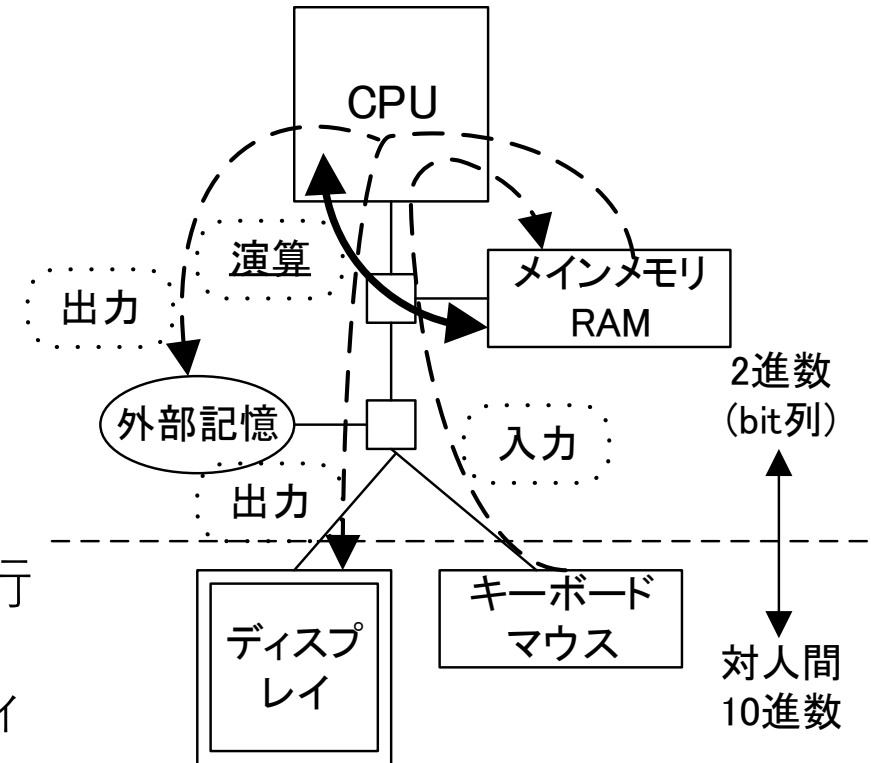 CPU
演算
出力
メインメモリ
RAM
2進数
(bit列)
外部記憶
入力
出力
行
キーボード
マウス
ディスプ
レイ
対人間
10進数
イ